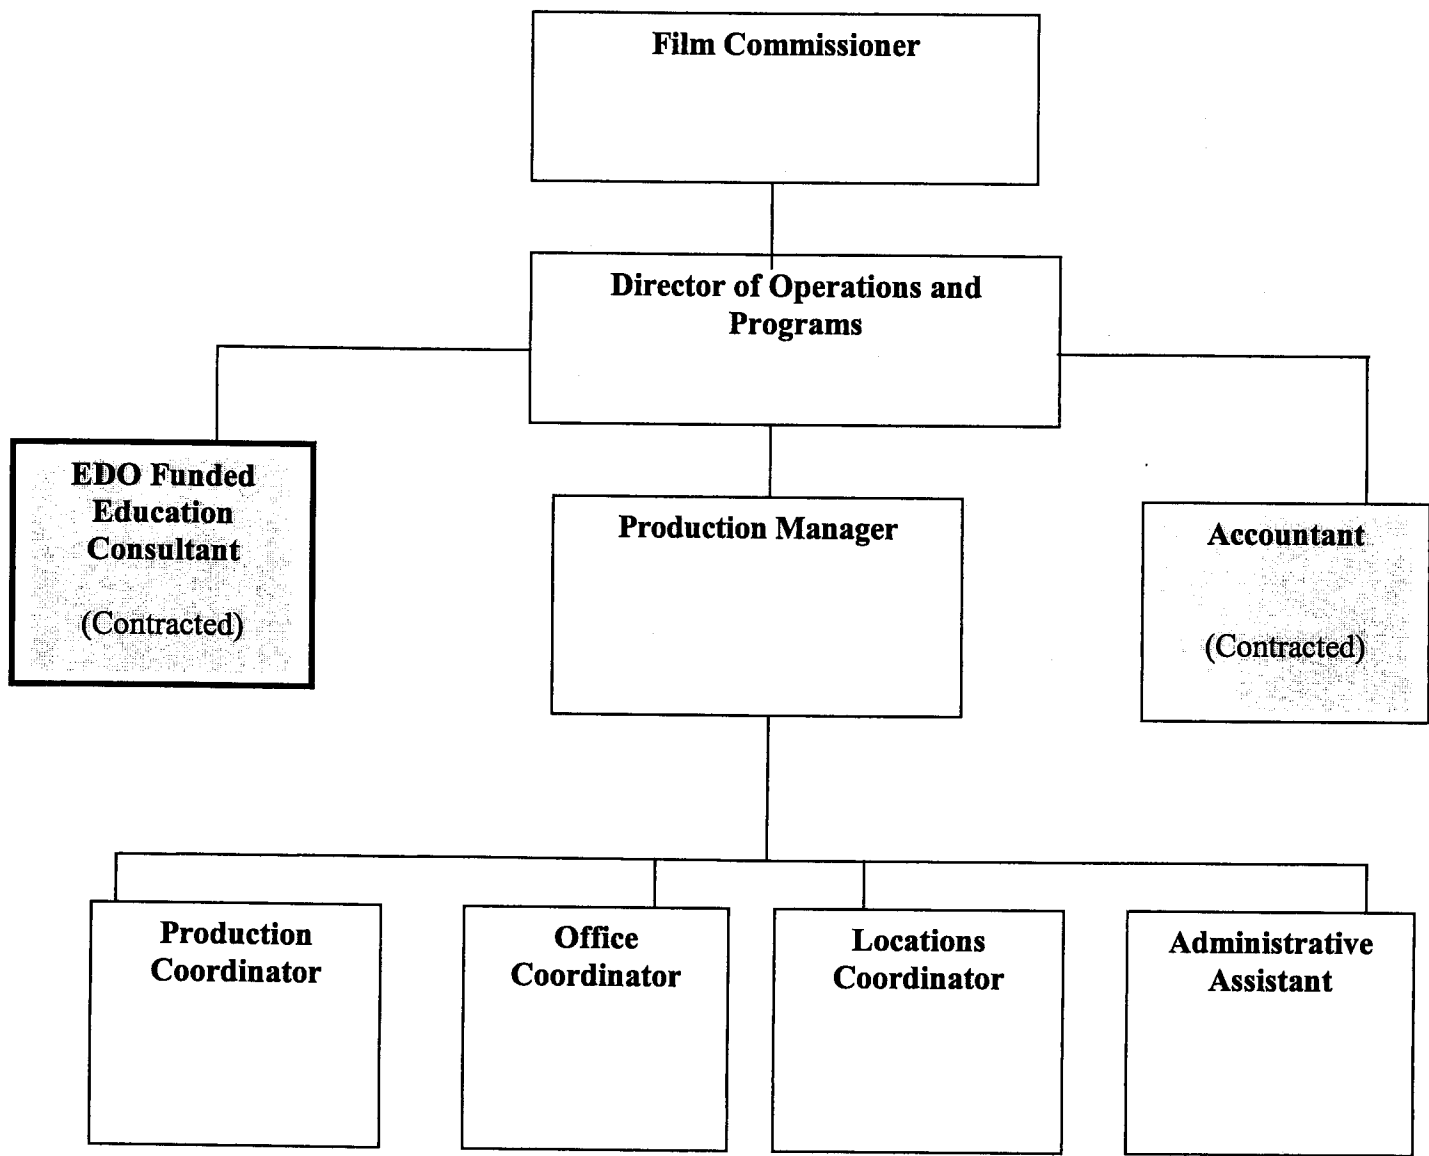 Film Commissioner
Director of Operations and
Programs
EDO Funded
Education
Consultant
(Contracted)
Production Manager
Accountant
(Contracted)
Production
Coordinator
Office
Coordinator
Locations
Coordinator
Administrative
Assistant